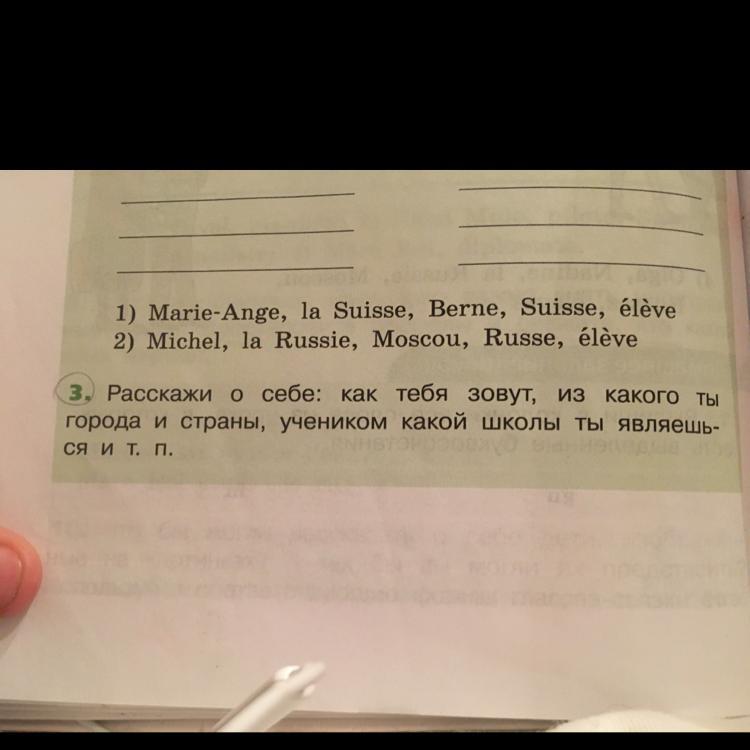 1) Marie-Ange, la Suisse, Berne, Suisse, élève
2) Michel, la Russie, Moscou, Russe, élève
3. Расскажи о себе: как тебя зовут, из какого ты
города и страны, учеником какой школы ты являешь-
ся и т. п.